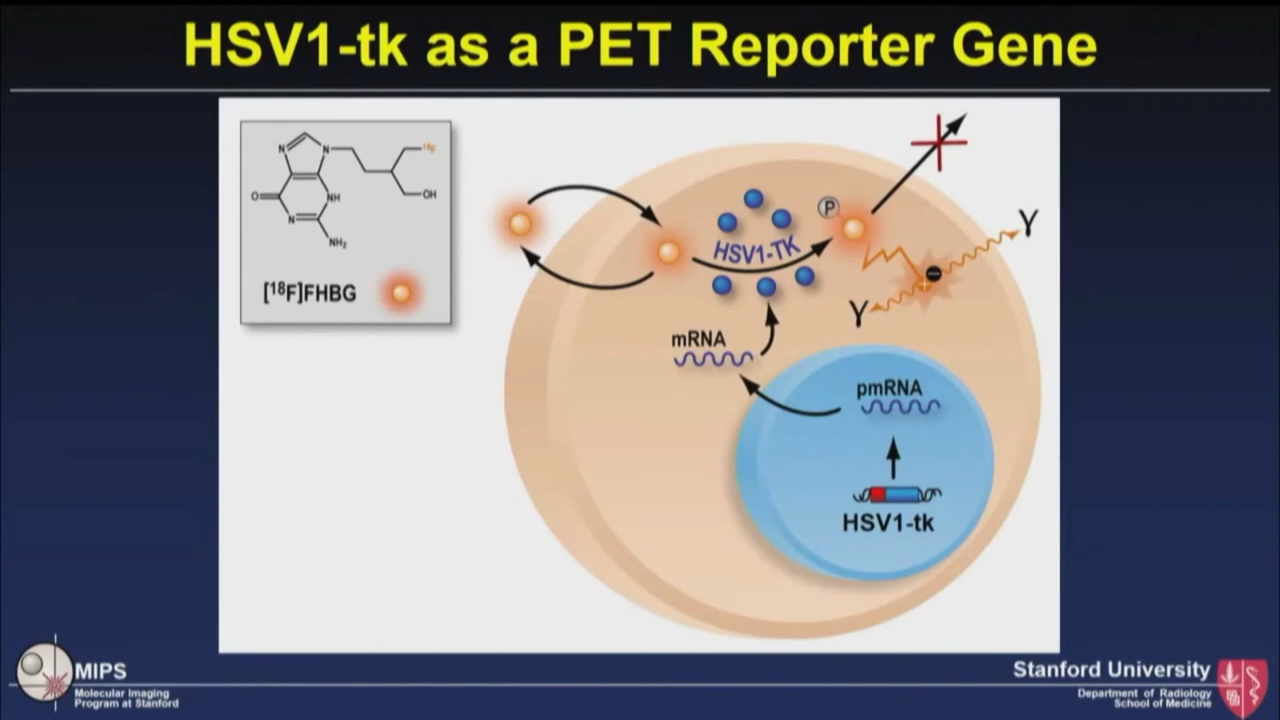 HSV1-tk as a PET Reporter Gene
N
N
18F
O
NH
N
NH2
OH
[18F]FHBG
HSV1-TK
P
γ
γ
mRNA
pmRNA
HSV1-tk
MIPS
Molecular Imaging
Program at Stanford
Stanford University
Department of Radiology
School of Medicine